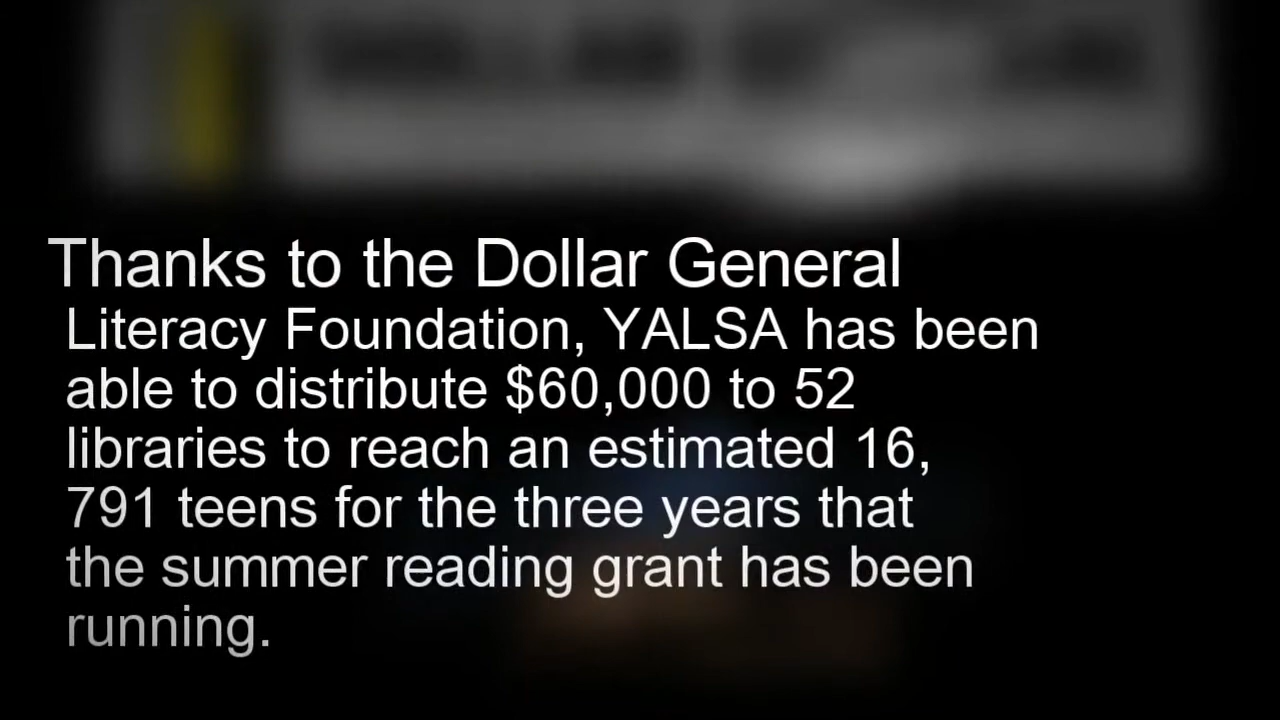 Thanks to the Dollar General
Literacy Foundation, YALSA has been
able to distribute $60,000 to 52
libraries to reach an estimated 16,
791 teens for the three years that
the summer reading grant has been
running.